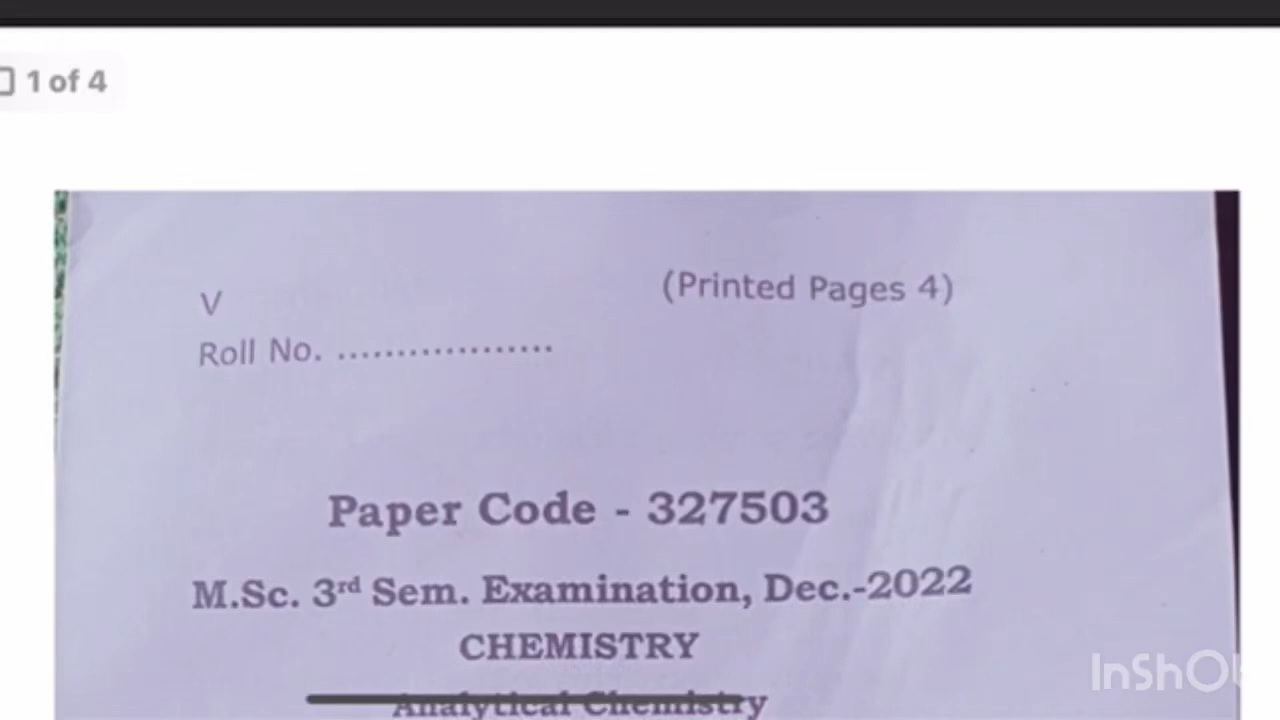 1 of 4
(Printed Pages 4)
V
Roll No. ..................
Paper Code - 327503
M.Sc. 3rd Sem. Examination, Dec.-2022
CHEMISTRY
Analytical Chemistry
InShO